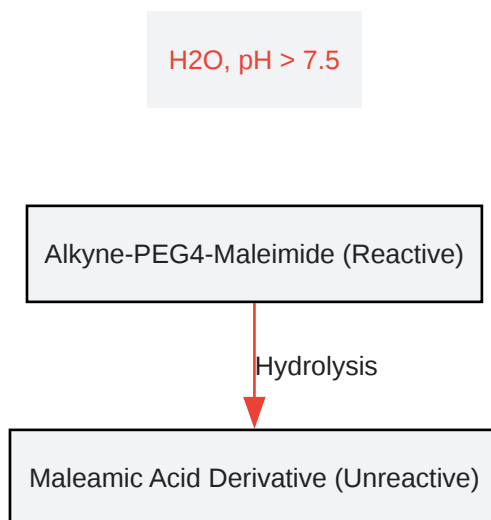 H2O, pH > 7.5
Alkyne-PEG4-Maleimide (Reactive)
Hydrolysis
Maleamic Acid Derivative (Unreactive)